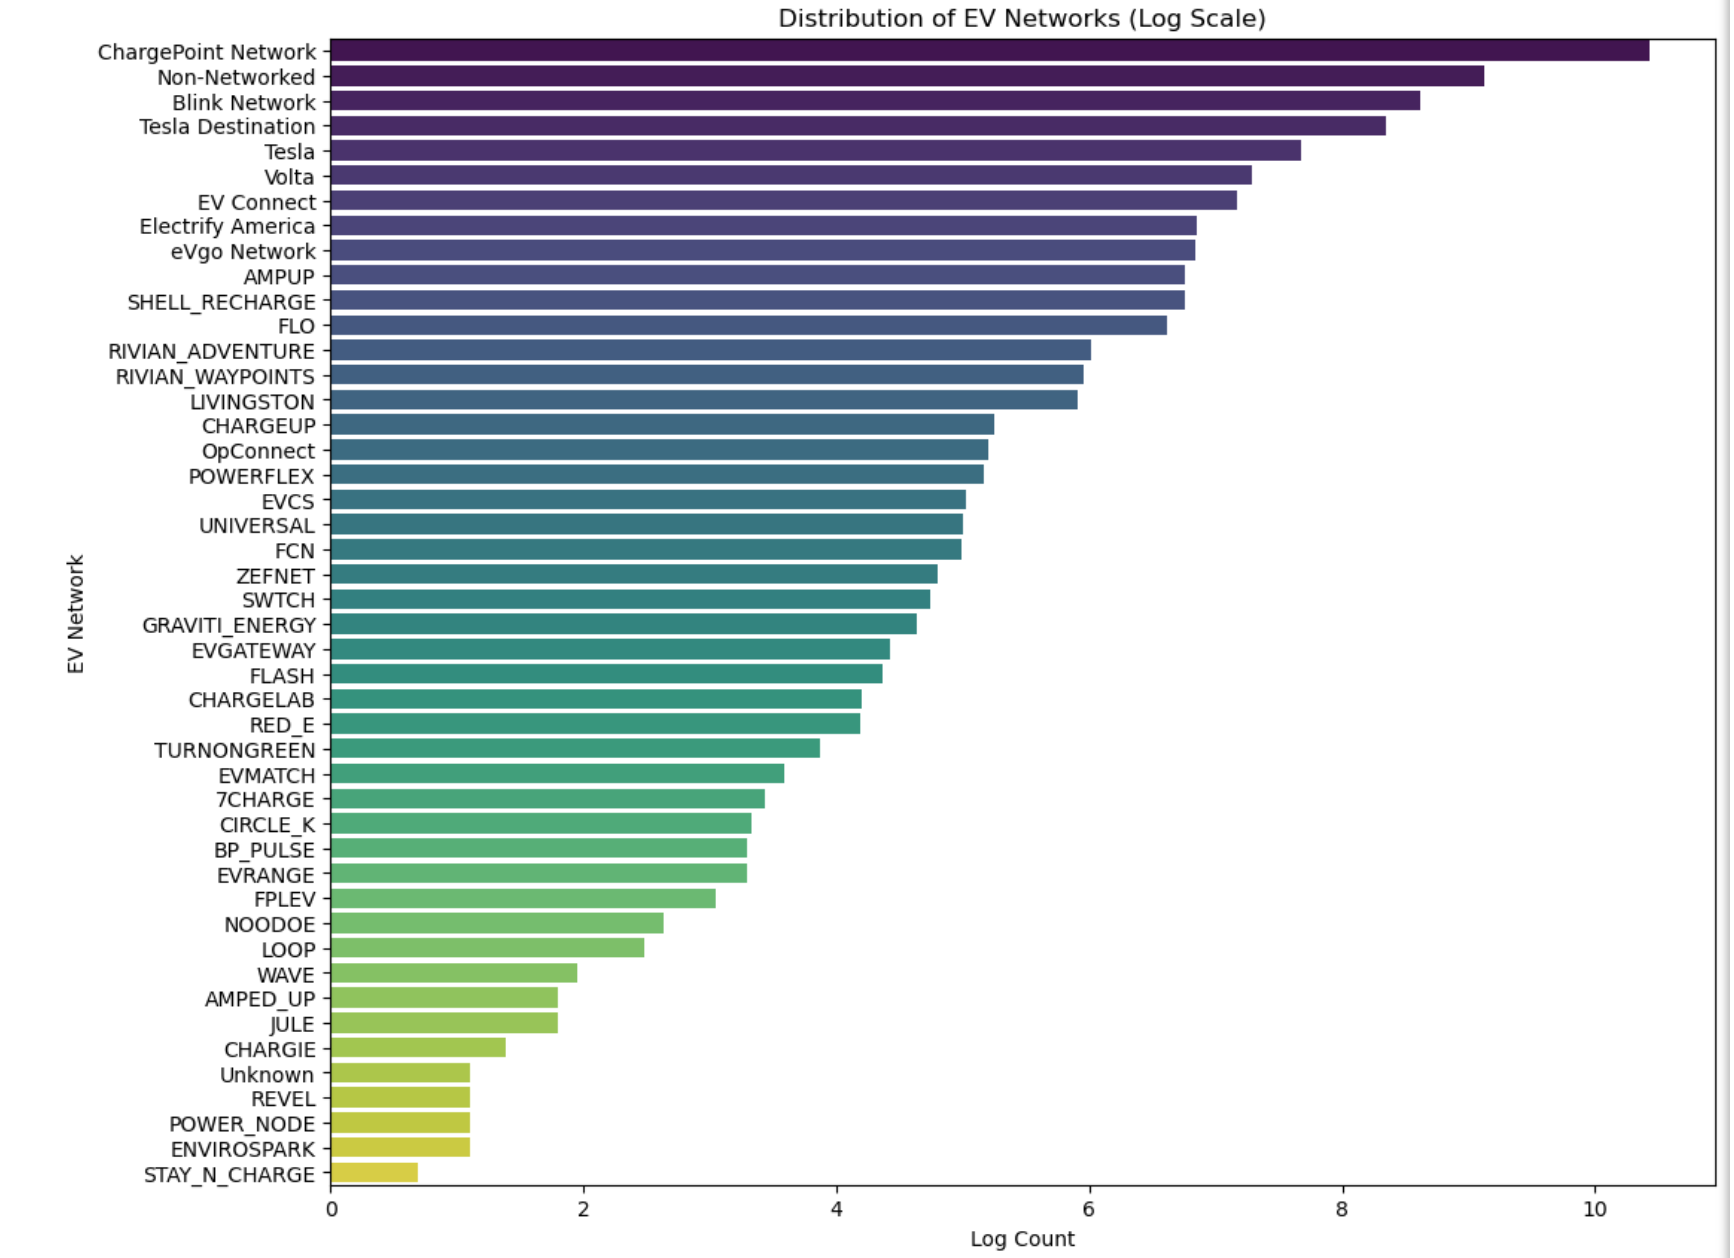 Distribution of EV Networks (Log Scale)
ChargePoint Network
Non-Networked
Blink Network
Tesla Destination
Tesla
Volta
EV Connect
Electrify America
eVgo Network
AMPUP
SHELL_RECHARGE
FLO
RIVIAN_ADVENTURE
RIVIAN_WAYPOINTS
LIVINGSTON
CHARGEUP
OpConnect
POWERFLEX
EVCS
UNIVERSAL
FCN
ZEFNET
SWTCH
GRAVITI_ENERGY
EVGATEWAY
FLASH
CHARGELAB
RED_E
TURNONGREEN
EVMATCH
7CHARGE
CIRCLE_K
BP_PULSE
EVRANGE
FPLEV
NOODOE
LOOP
WAVE
AMPED_UP
JULE
CHARGIE
Unknown
REVEL
POWER_NODE
ENVIROSPARK
STAY_N_CHARGE
EV Network
0 2 4 6 8 10
Log Count